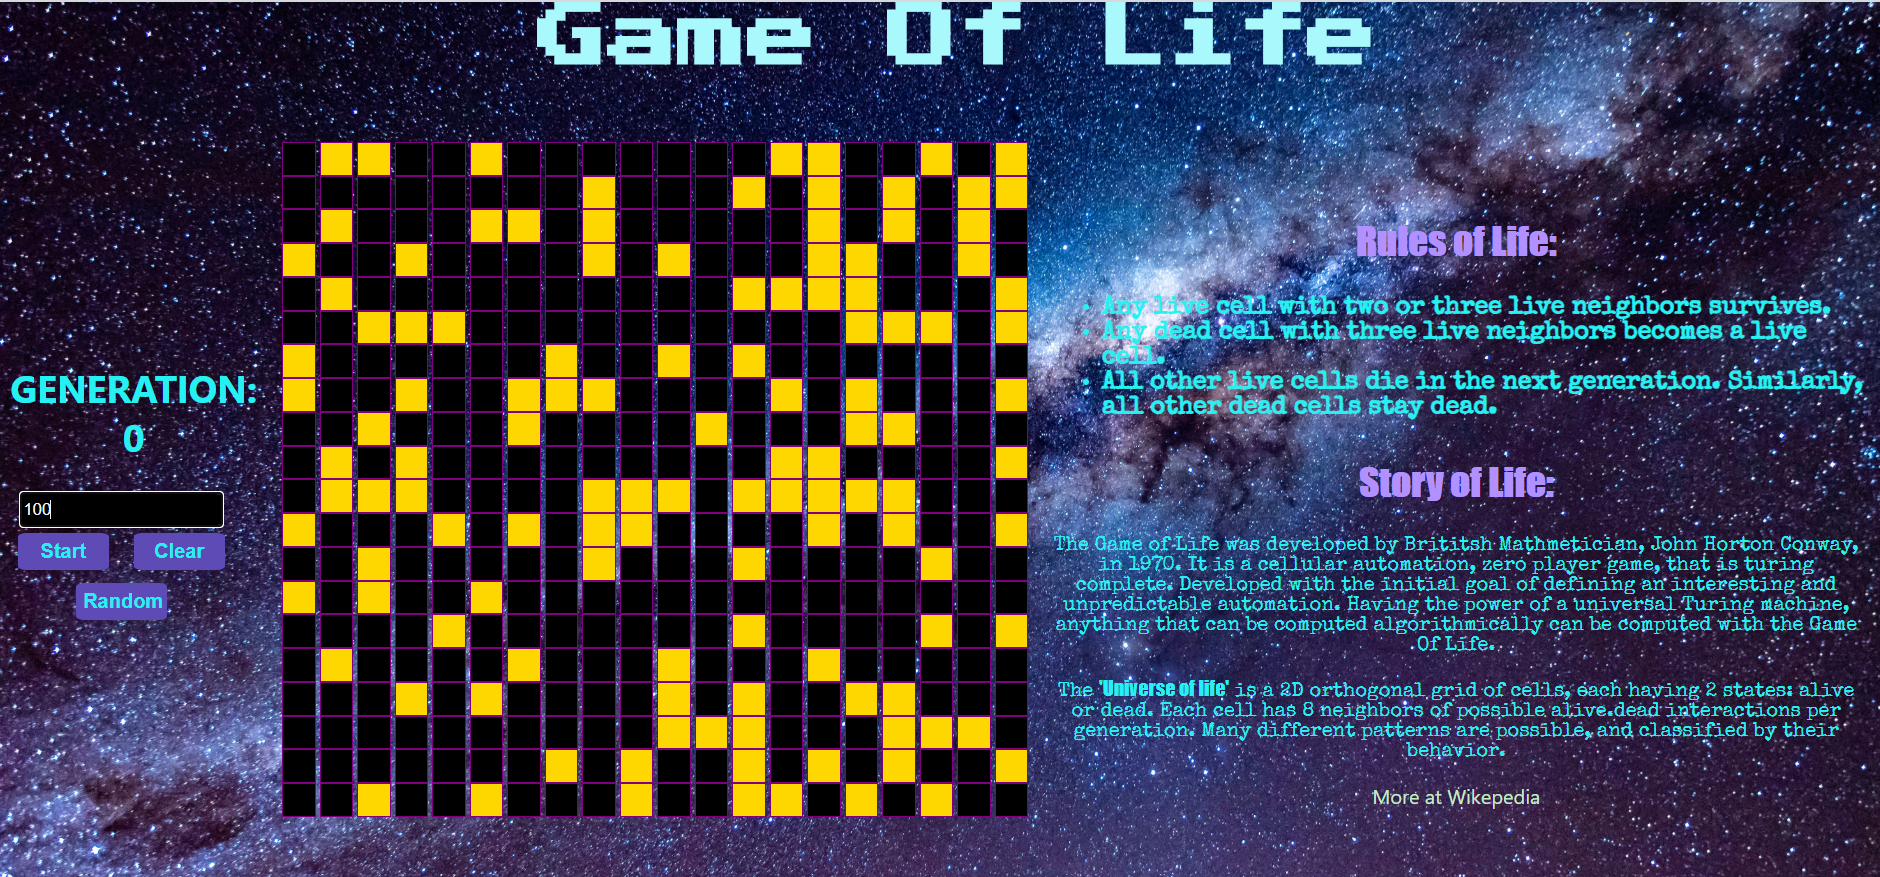 Game Of Life
GENERATION:
0
100
Start
Clear
Random
Rules of Life:
• Any live cell with two or three live neighbors survives.
• Any dead cell with three live neighbors becomes a live
cell.
• All other live cells die in the next generation. Similarly,
all other dead cells stay dead.
Story of Life:
The Game of Life was developed by Brititsh Mathmetician, John Horton Conway,
in 1970. It is a cellular automation, zero player game, that is turing
complete. Developed with the initial goal of defining an interesting and
unpredictable automation. Having the power of a universal Turing machine,
anything that can be computed algorithmically can be computed with the Game
Of Life.
The 'Universe of life' is a 2D orthogonal grid of cells, each having 2 states: alive
or dead. Each cell has 8 neighbors of possible alive.dead interactions per
generation. Many different patterns are possible, and classified by their
behavior.
More at Wikepedia